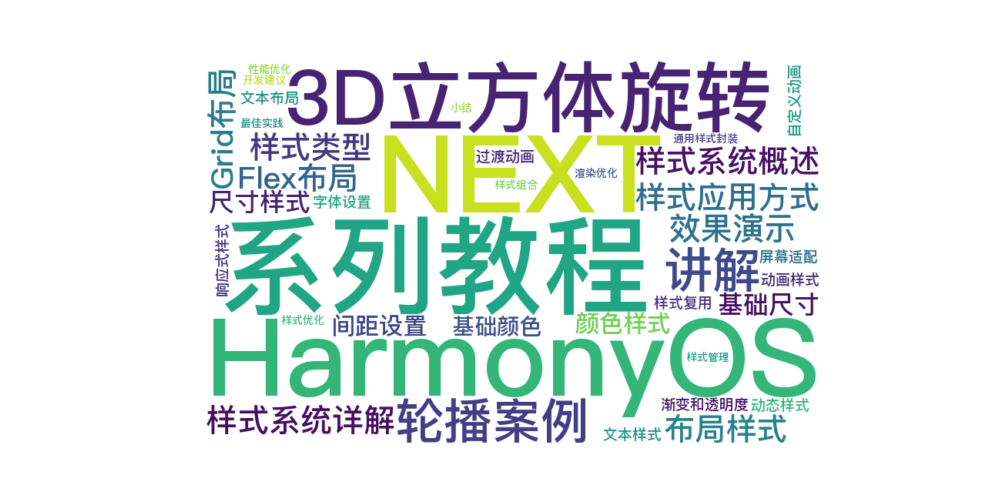 性能优化
开发建议
文本布局
最佳实践
Grid布局
3D立方体旋转
小结
自定义动画
样式类型
Flex布局
尺寸样式
字体设置
NEXT
过渡动画
样式组合
渲染优化
通用样式封装
样式系统概述
样式应用方式
效果演示
响应式样式
系列教程
讲解
屏幕适配
动画样式
样式复用
基础尺寸
样式优化
间距设置
基础颜色
颜色样式
HarmonyOS
样式管理
样式系统详解
轮播案例
渐变和透明度
动态样式
文本样式
布局样式